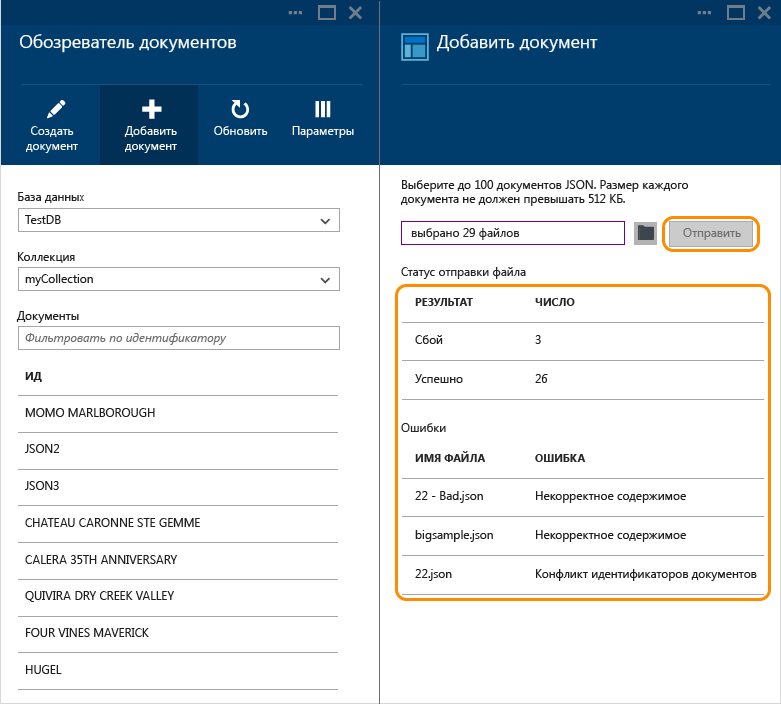 Обозреватель документов
Создать
документ
Добавить
документ
Обновить
Параметры
База данных
TestDB
Коллекция
myCollection
Документы
Фильтровать по идентификатору
ИД
MOMO MARLBOROUGH
JSON2
JSON3
CHATEAU CARONNE STE GEMME
CALERA 35TH ANNIVERSARY
QUIVIRA DRY CREEK VALLEY
FOUR VINES MAVERICK
HUGEL
Добавить документ
Выберите до 100 документов JSON. Размер каждого
документа не должен превышать 512 КБ.
выбрано 29 файлов
Отправить
Статус отправки файла
РЕЗУЛЬТАТ ЧИСЛО
Сбой 3
Успешно 26
Ошибки
ИМЯ ФАЙЛА ОШИБКА
22 - Bad.json Некорректное содержимое
bigsample.json Некорректное содержимое
22.json Конфликт идентификаторов документов